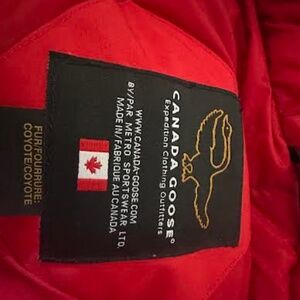 CANADA GOOSE®
Expedition Clothing Outfitters
WWW.CANADA-GOOSE.COM
BY/PAR METRO SPORTSWEAR LTD.
MADE IN/FABRIQUE AU CANADA
FUR/FOURRURE:
COYOTE/COYOTE